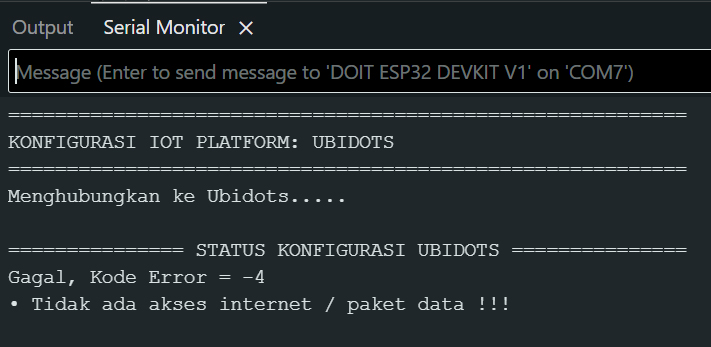 Output Serial Monitor
Message (Enter to send message to 'DOIT ESP32 DEVKIT V1' on 'COM7')
==========================================================
KONFIGURASI IOT PLATFORM: UBIDOTS
==========================================================
Menghubungkan ke Ubidots.....
=============== STATUS KONFIGURASI UBIDOTS ===============
Gagal, Kode Error = -4
• Tidak ada akses internet / paket data !!!